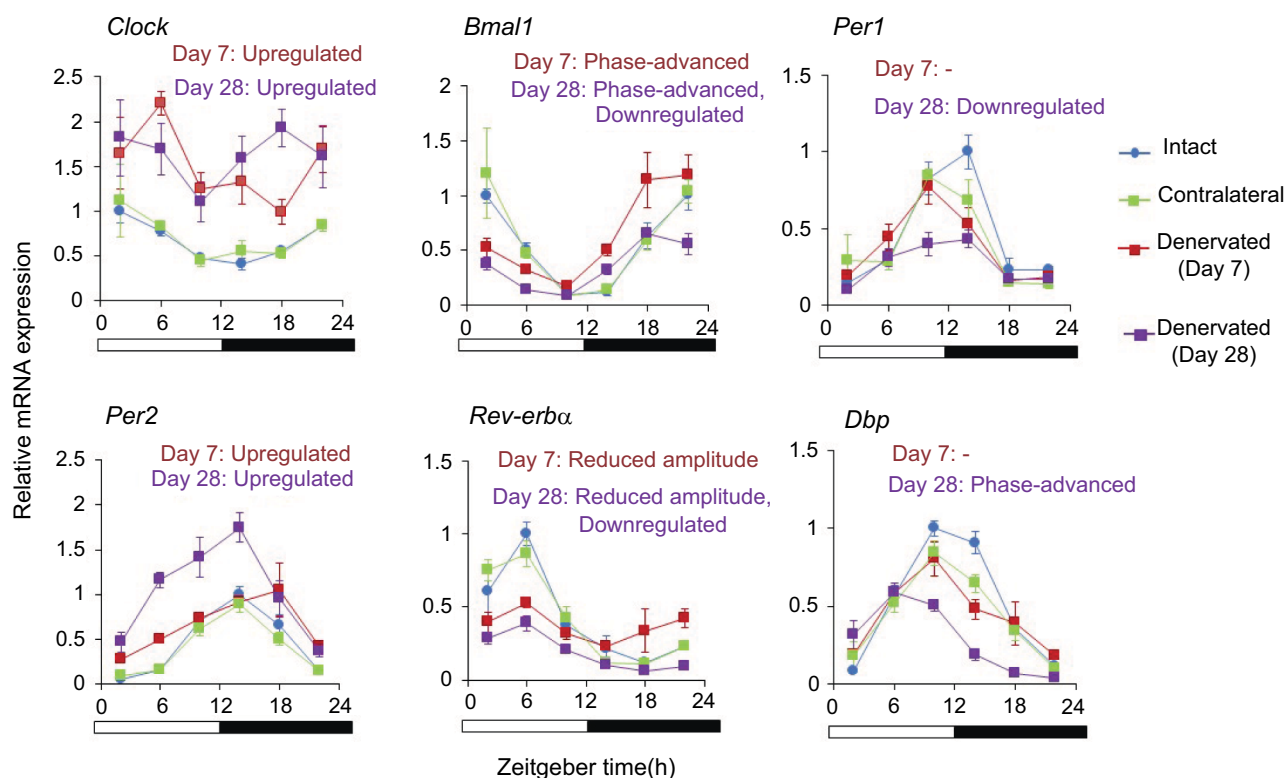 Clock
Day 7: Upregulated
Day 28: Upregulated
2.5
2
1.5
1
0.5
0
0 6 12 18 24
Bmal1
Day 7: Phase-advanced
Day 28: Phase-advanced,
Downregulated
2
1.5
1
0.5
0
0 6 12 18 24
Per1
Day 7: -
Day 28: Downregulated
1.5
1
0.5
0
0 6 12 18 24
Intact
Contralateral
Denervated
(Day 7)
Denervated
(Day 28)
Relative mRNA expression
Per2
Day 7: Upregulated
Day 28: Upregulated
2.5
2
1.5
1
0.5
0
0 6 12 18 24
Rev-erbα
Day 7: Reduced amplitude
Day 28: Reduced amplitude,
Downregulated
1.5
1
0.5
0
0 6 12 18 24
Dbp
Day 7: -
Day 28: Phase-advanced
1.5
1
0.5
0
0 6 12 18 24
Zeitgeber time(h)